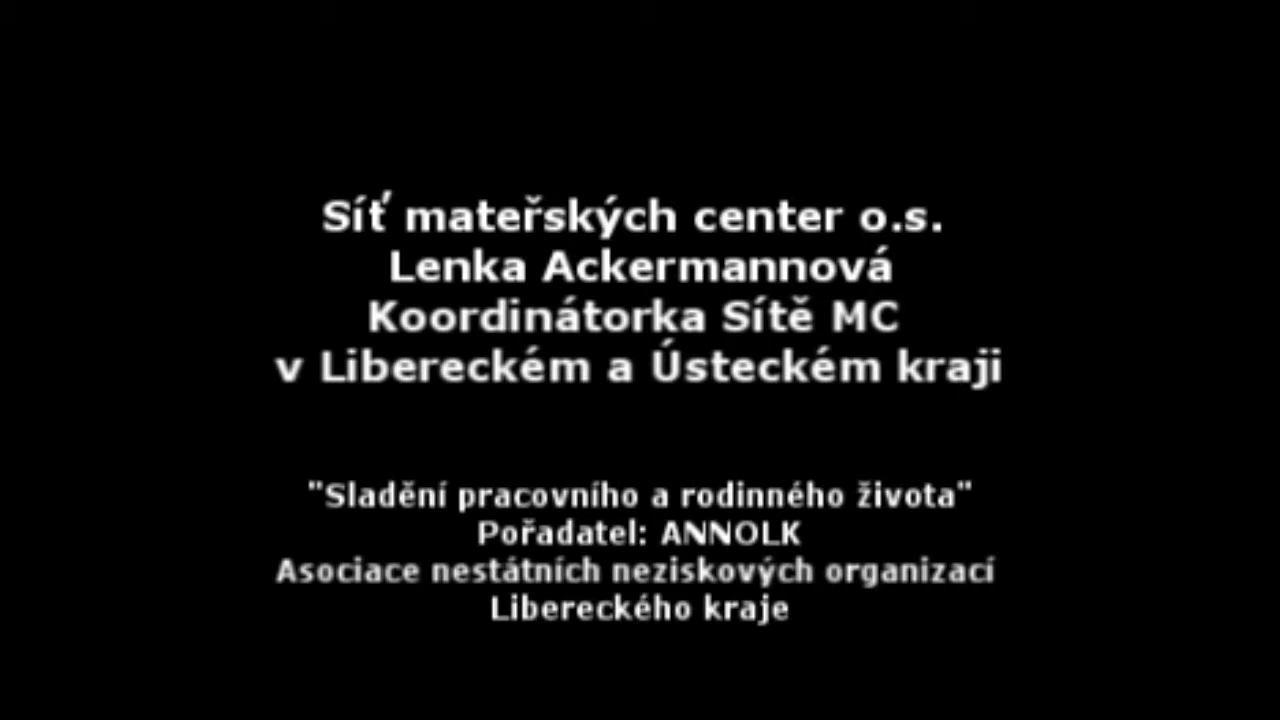 Síť mateřských center o.s.
Lenka Ackermannová
Koordinátorka Sítě MC
v Libereckém a Ústeckém kraji
"Sladění pracovního a rodinného života"
Pořadatel: ANNOLK
Asociace nestátních neziskových organizací
Libereckého kraje